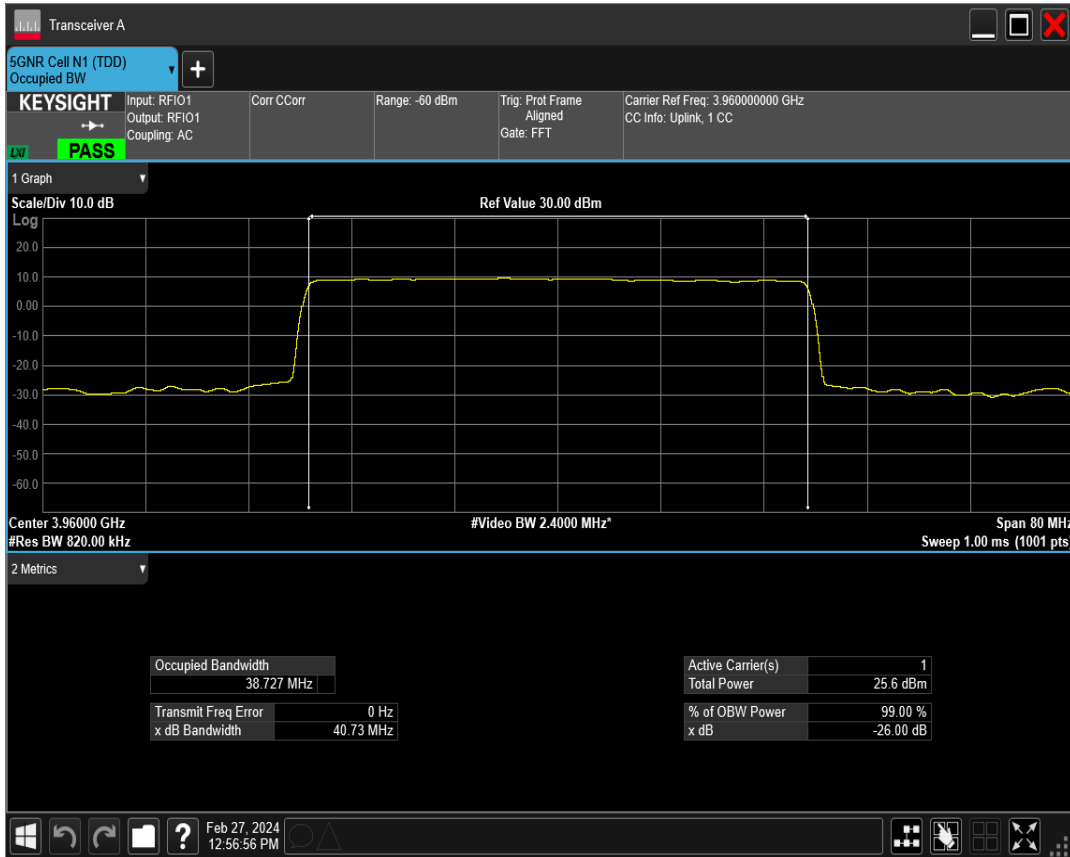 Transceiver A
5GNR Cell N1 (TDD)
Occupied BW
+
KEYSIGHT
LXI
PASS
Input: RFIO1
Output: RFIO1
Coupling: AC
Corr CCorr
Range: -60 dBm
Trig: Prot Frame
Aligned
Gate: FFT
Carrier Ref Freq: 3.960000000 GHz
CC Info: Uplink, 1 CC
1 Graph
Scale/Div 10.0 dB
Ref Value 30.00 dBm
Log
20.0
10.0
0.00
-10.0
-20.0
-30.0
-40.0
-50.0
-60.0
Center 3.96000 GHz
#Video BW 2.4000 MHz*
Span 80 MHz
#Res BW 820.00 kHz
Sweep 1.00 ms (1001 pts)
2 Metrics
Occupied Bandwidth
38.727 MHz
Transmit Freq Error 0 Hz
x dB Bandwidth 40.73 MHz
Active Carrier(s) 1
Total Power 25.6 dBm
% of OBW Power 99.00 %
x dB -26.00 dB
?
Feb 27, 2024
12:56:56 PM